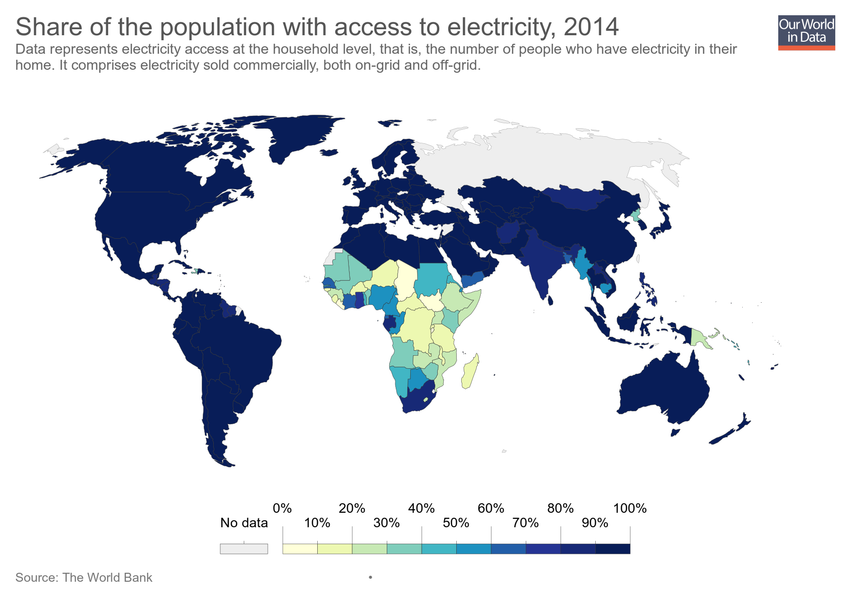 Share of the population with access to electricity, 2014
Our World
in Data
Data represents electricity access at the household level, that is, the number of people who have electricity in their
home. It comprises electricity sold commercially, both on-grid and off-grid.
0% 20% 40% 60% 80% 100%
No data 10% 30% 50% 70% 90%
Source: The World Bank